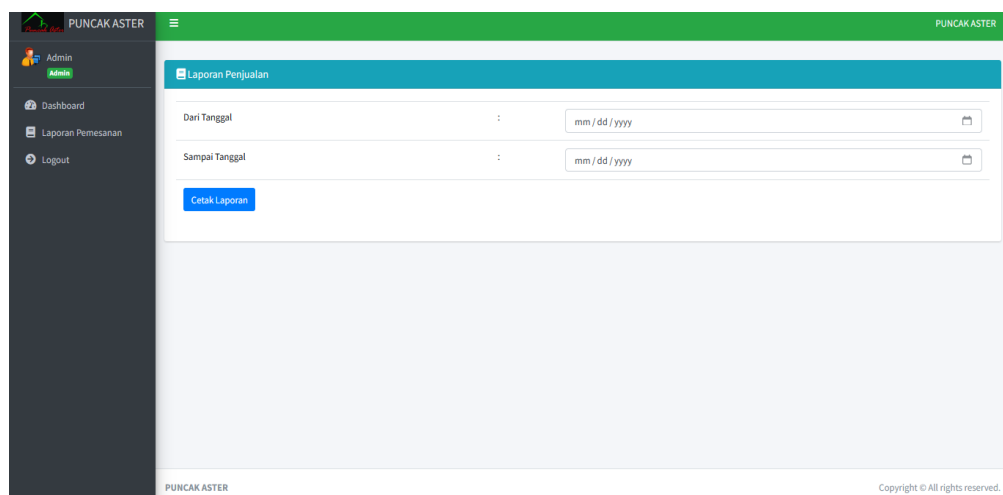 PUNCAK ASTER
PUNCAK ASTER
Admin
Admin
Dashboard
Laporan Pemesanan
Logout
Laporan Penjualan
Dari Tanggal : mm / dd / yyyy
Sampai Tanggal : mm / dd / yyyy
Cetak Laporan
PUNCAK ASTER
Copyright © All rights reserved.